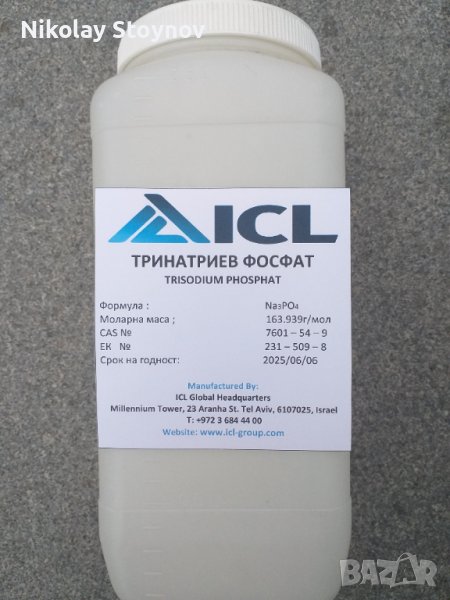 Nikolay Stoynov
ICL
ТРИНАТРИЕВ ФОСФАТ
TRISODIUM PHOSPHAT
Формула : Na₃PO₄
Моларна маса ; 163.939г/мол
CAS № 7601 – 54 – 9
ЕК № 231 – 509 – 8
Срок на годност: 2025/06/06
Manufactured By:
ICL Global Headquarters
Millennium Tower, 23 Aranha St. Tel Aviv, 6107025, Israel
T: +972 3 684 44 00
Website: www.icl-group.com
BAZAR